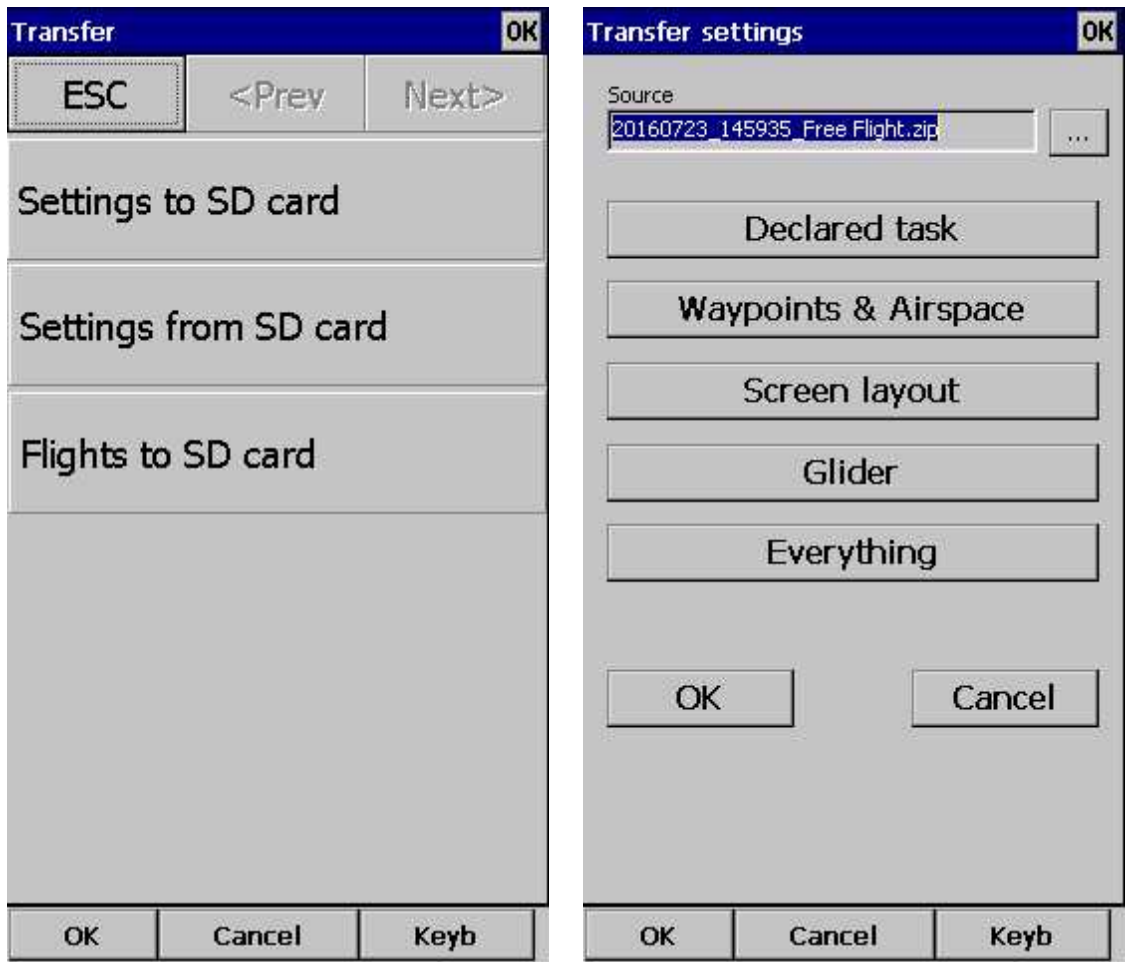 Transfer OK
ESC <Prev Next>
Settings to SD card
Settings from SD card
Flights to SD card
OK Cancel Keyb
Transfer settings OK
Source
20160723_145935_Free Flight.zip ...
Declared task
Waypoints & Airspace
Screen layout
Glider
Everything
OK Cancel
OK Cancel Keyb